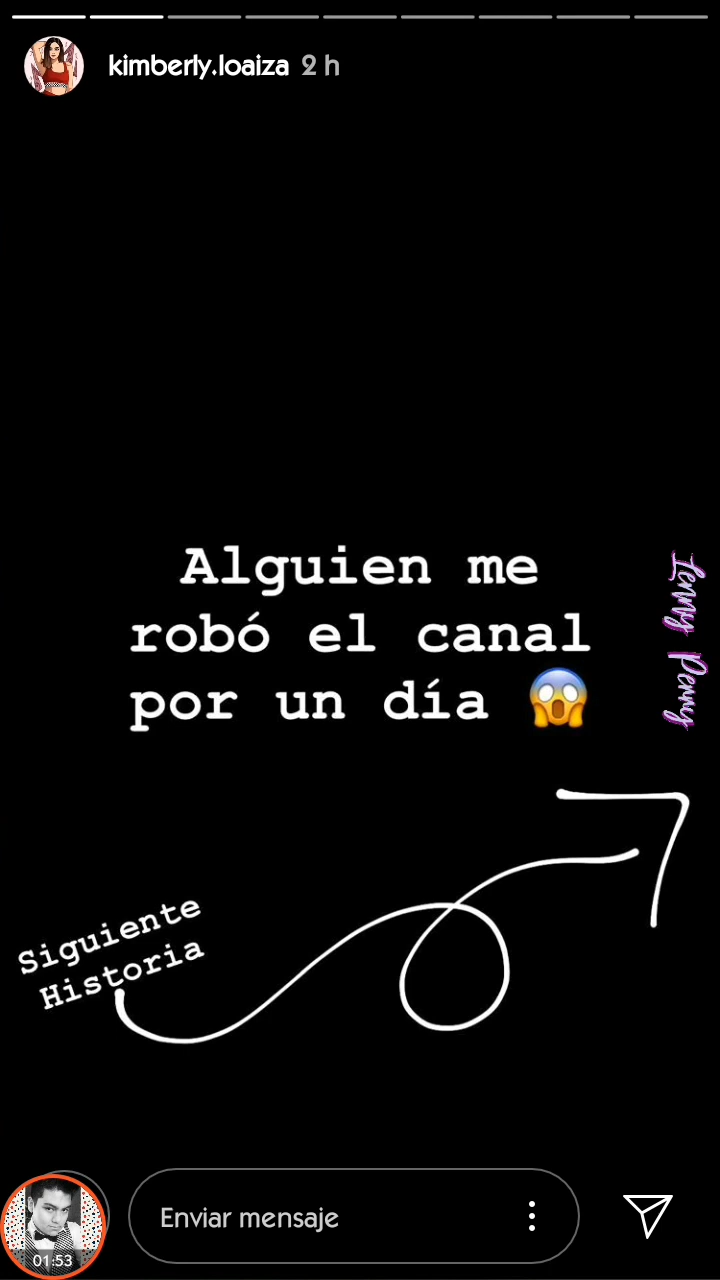 kimberly.loaiza 2 h
Alguien me
robó el canal
por un día 😱
Lenny Penny
Siguiente
Historia
01:53
Enviar mensaje